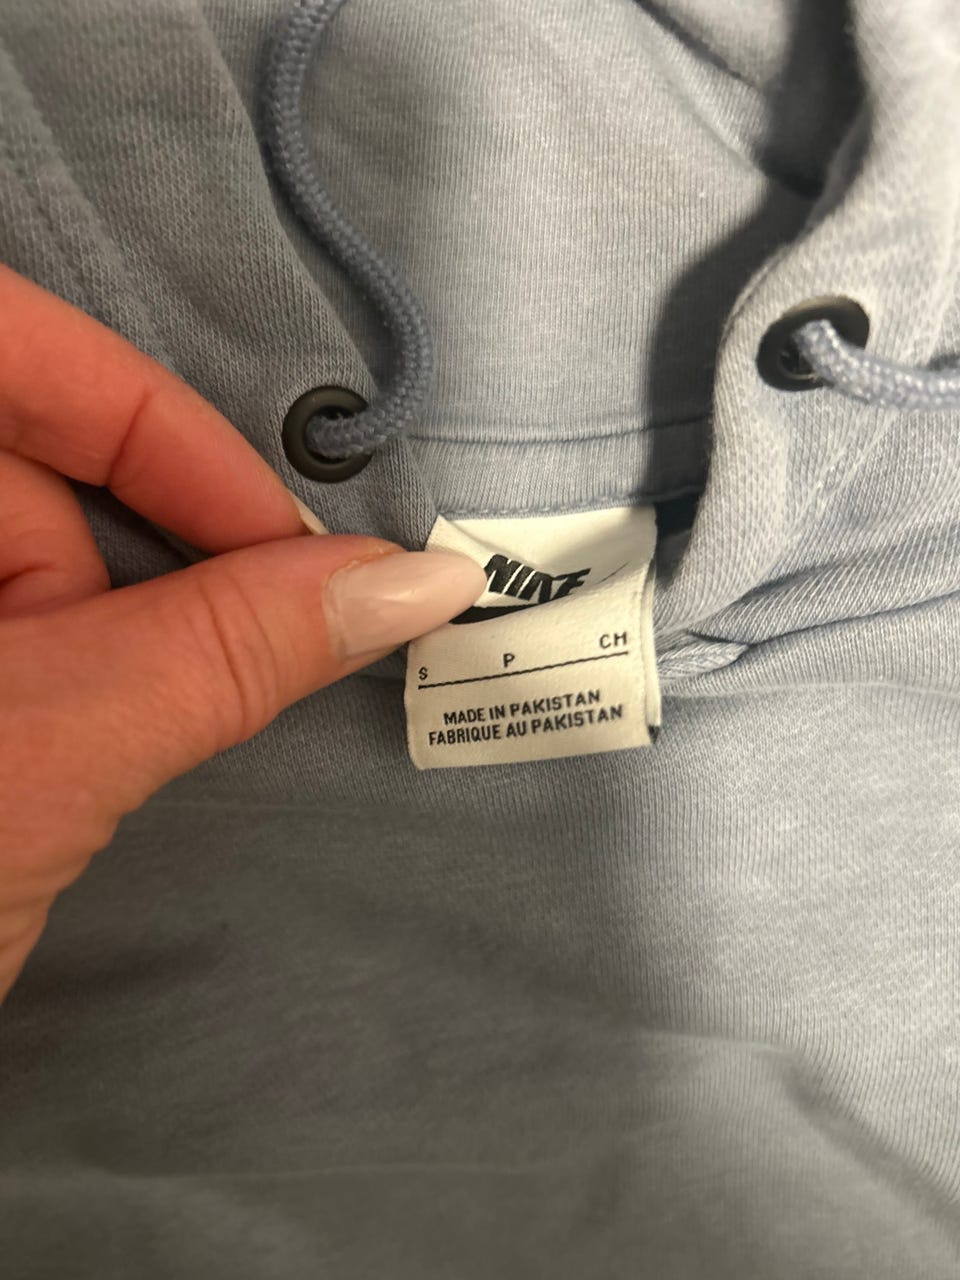 NIKE
S P CH
MADE IN PAKISTAN
FABRIQUE AU PAKISTAN